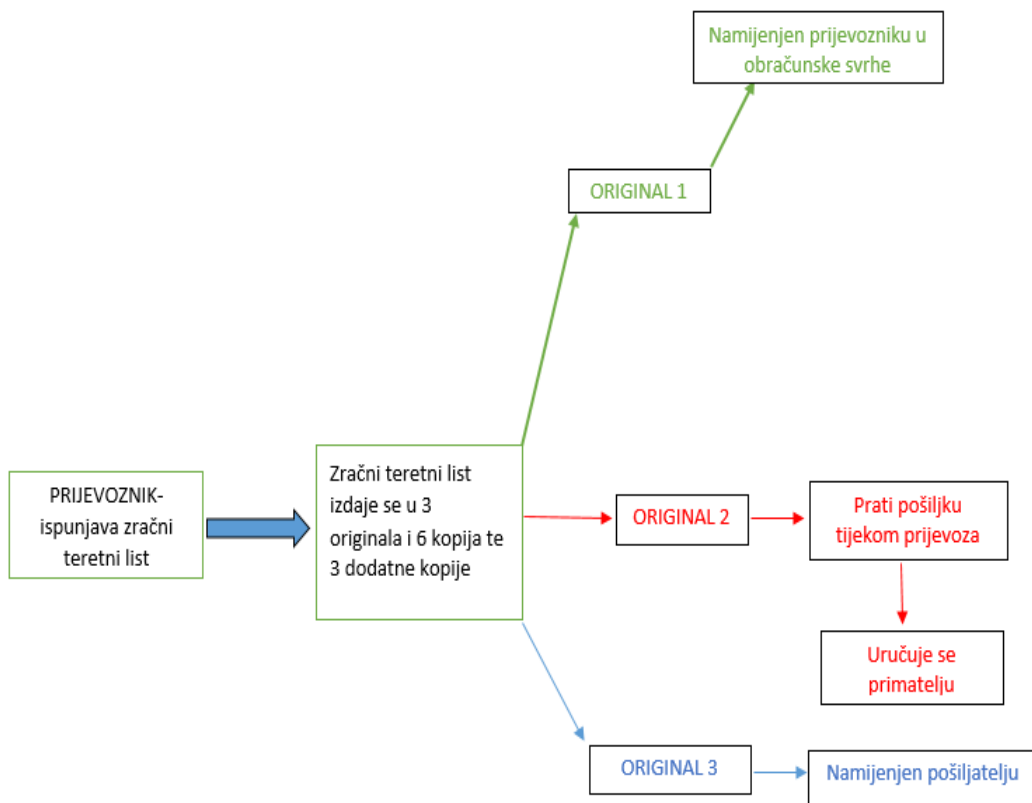 Namijenjen prijevozniku u
obračunske svrhe
ORIGINAL 1
PRIJEVOZNIK-
ispunjava zračni
teretni list
Zračni teretni list
izdaje se u 3
originala i 6 kopija te
3 dodatne kopije
ORIGINAL 2
Prati pošiljku
tijekom prijevoza
Uručuje se
primatelju
ORIGINAL 3
Namijenjen pošiljatelju